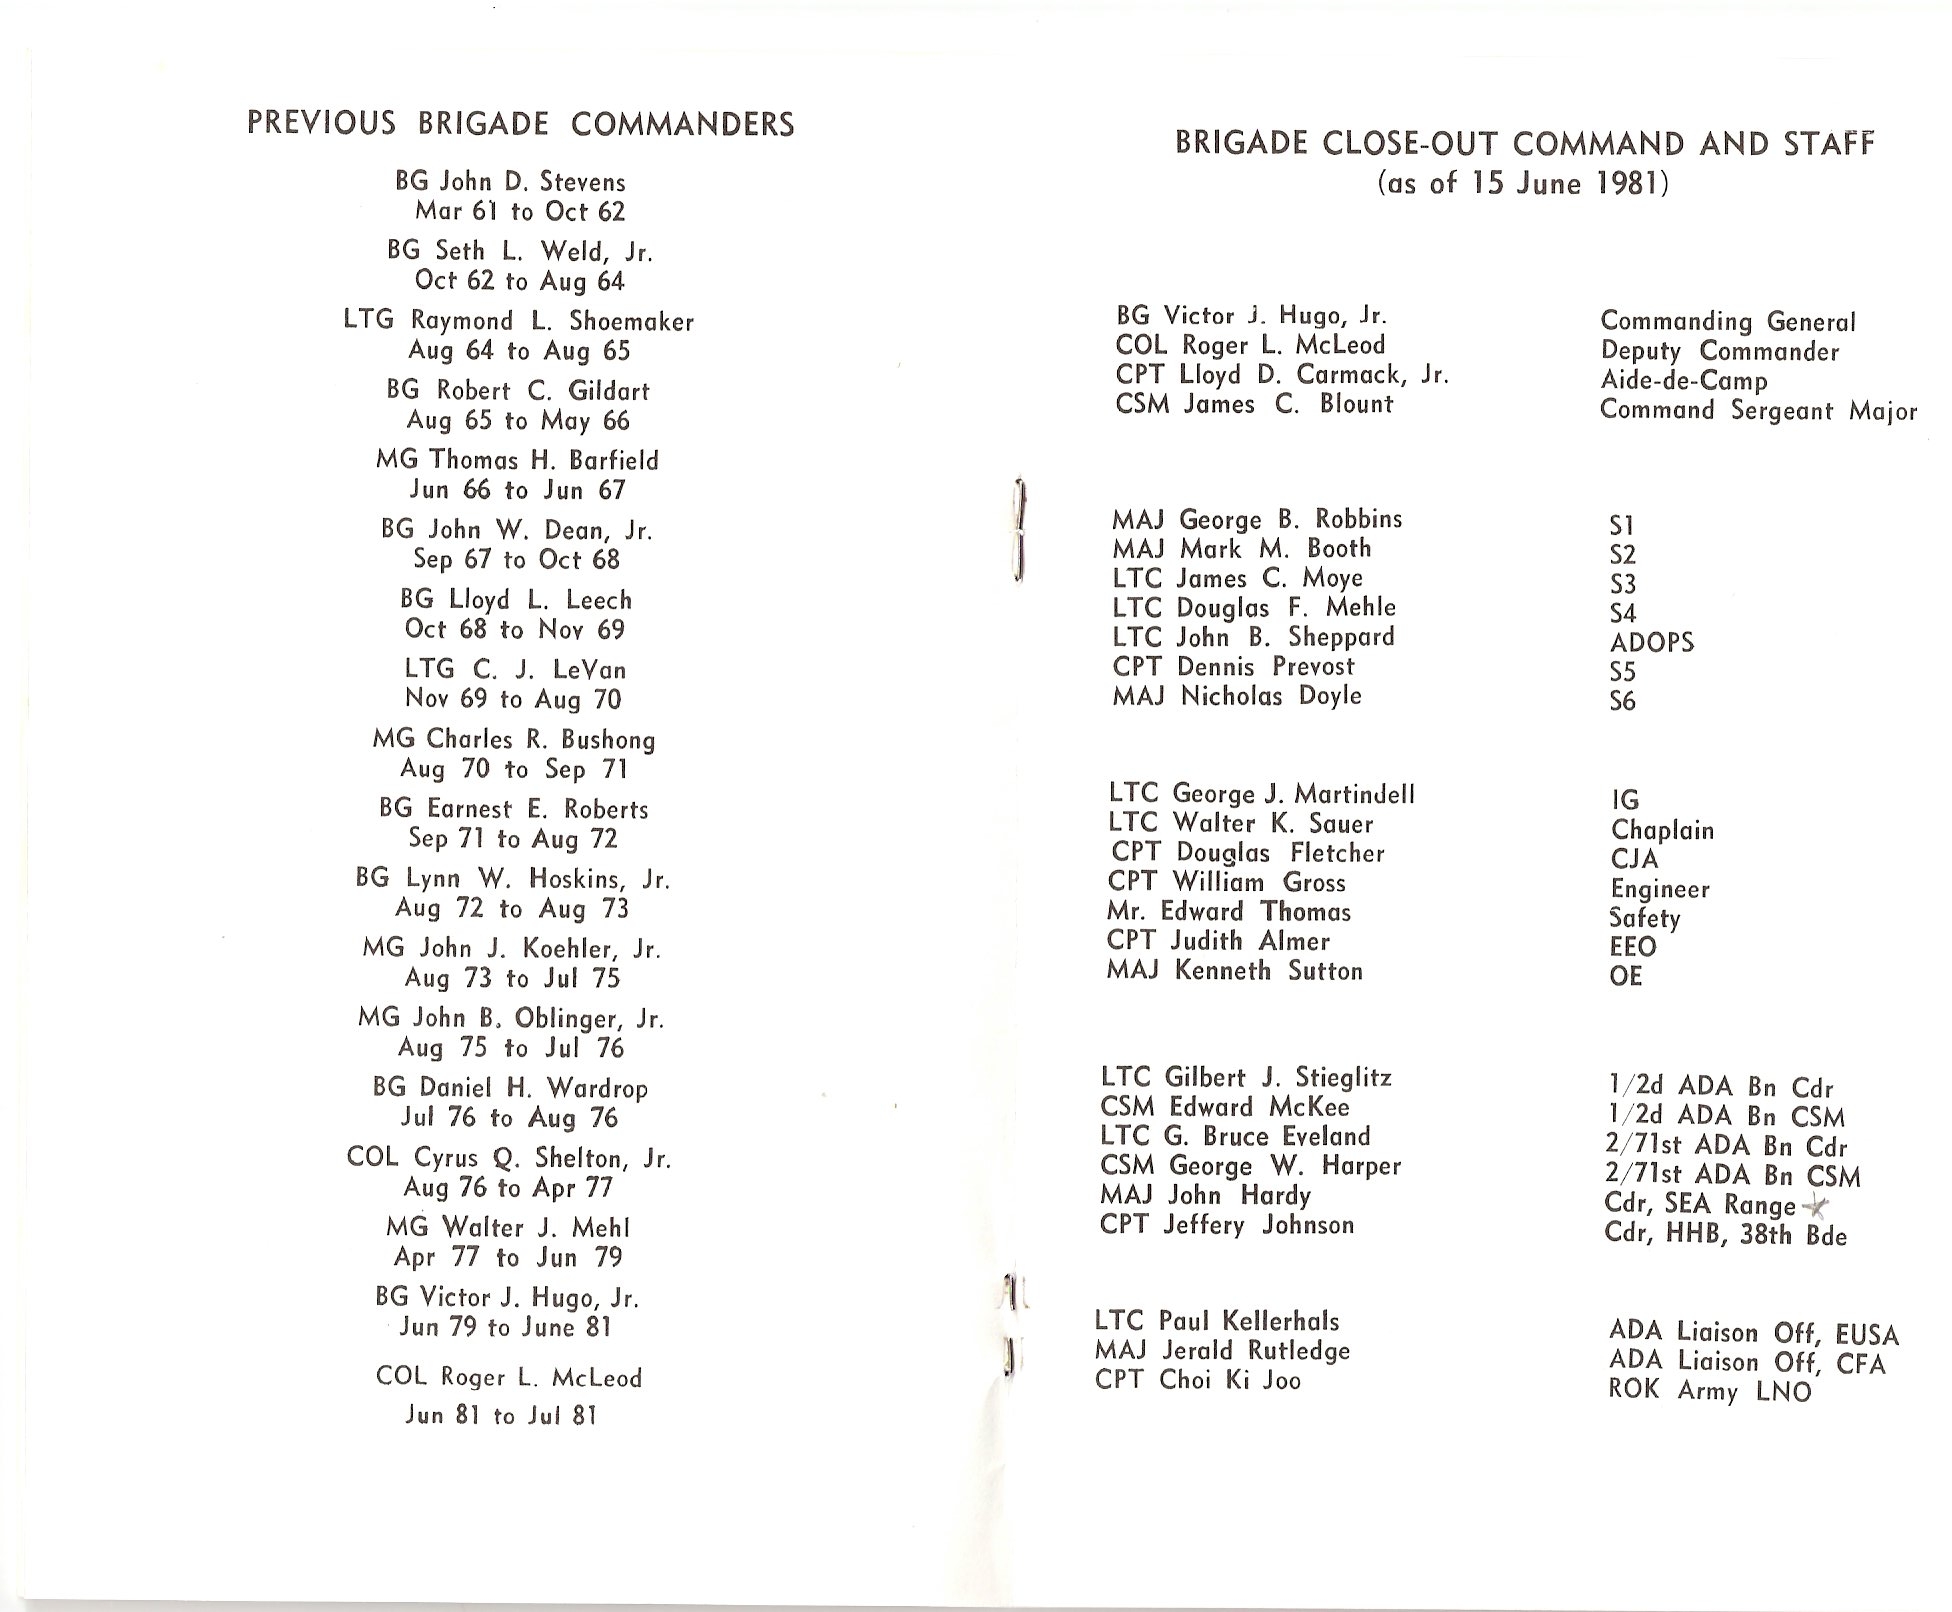 PREVIOUS BRIGADE COMMANDERS
BG John D. Stevens
Mar 61 to Oct 62
BG Seth L. Weld, Jr.
Oct 62 to Aug 64
LTG Raymond L. Shoemaker
Aug 64 to Aug 65
BG Robert C. Gildart
Aug 65 to May 66
MG Thomas H. Barfield
Jun 66 to Jun 67
BG John W. Dean, Jr.
Sep 67 to Oct 68
BG Lloyd L. Leech
Oct 68 to Nov 69
LTG C. J. LeVan
Nov 69 to Aug 70
MG Charles R. Bushong
Aug 70 to Sep 71
BG Earnest E. Roberts
Sep 71 to Aug 72
BG Lynn W. Hoskins, Jr.
Aug 72 to Aug 73
MG John J. Koehler, Jr.
Aug 73 to Jul 75
MG John B. Oblinger, Jr.
Aug 75 to Jul 76
BG Daniel H. Wardrop
Jul 76 to Aug 76
COL Cyrus Q. Shelton, Jr.
Aug 76 to Apr 77
MG Walter J. Mehl
Apr 77 to Jun 79
BG Victor J. Hugo, Jr.
Jun 79 to June 81
COL Roger L. McLeod
Jun 81 to Jul 81
BRIGADE CLOSE-OUT COMMAND AND STAFF
(as of 15 June 1981)
BG Victor J. Hugo, Jr. Commanding General
COL Roger L. McLeod Deputy Commander
CPT Lloyd D. Carmack, Jr. Aide-de-Camp
CSM James C. Blount Command Sergeant Major
MAJ George B. Robbins S1
MAJ Mark M. Booth S2
LTC James C. Moye S3
LTC Douglas F. Mehle S4
LTC John B. Sheppard ADOPS
CPT Dennis Prevost S5
MAJ Nicholas Doyle S6
LTC George J. Martindell IG
LTC Walter K. Sauer Chaplain
CPT Douglas Fletcher CJA
CPT William Gross Engineer
Mr. Edward Thomas Safety
CPT Judith Almer EEO
MAJ Kenneth Sutton OE
LTC Gilbert J. Stieglitz 1/2d ADA Bn Cdr
CSM Edward McKee 1/2d ADA Bn CSM
LTC G. Bruce Eveland 2/71st ADA Bn Cdr
CSM George W. Harper 2/71st ADA Bn CSM
MAJ John Hardy Cdr, SEA Range
CPT Jeffery Johnson Cdr, HHB, 38th Bde
LTC Paul Kellerhals ADA Liaison Off, EUSA
MAJ Jerald Rutledge ADA Liaison Off, CFA
CPT Choi Ki Joo ROK Army LNO